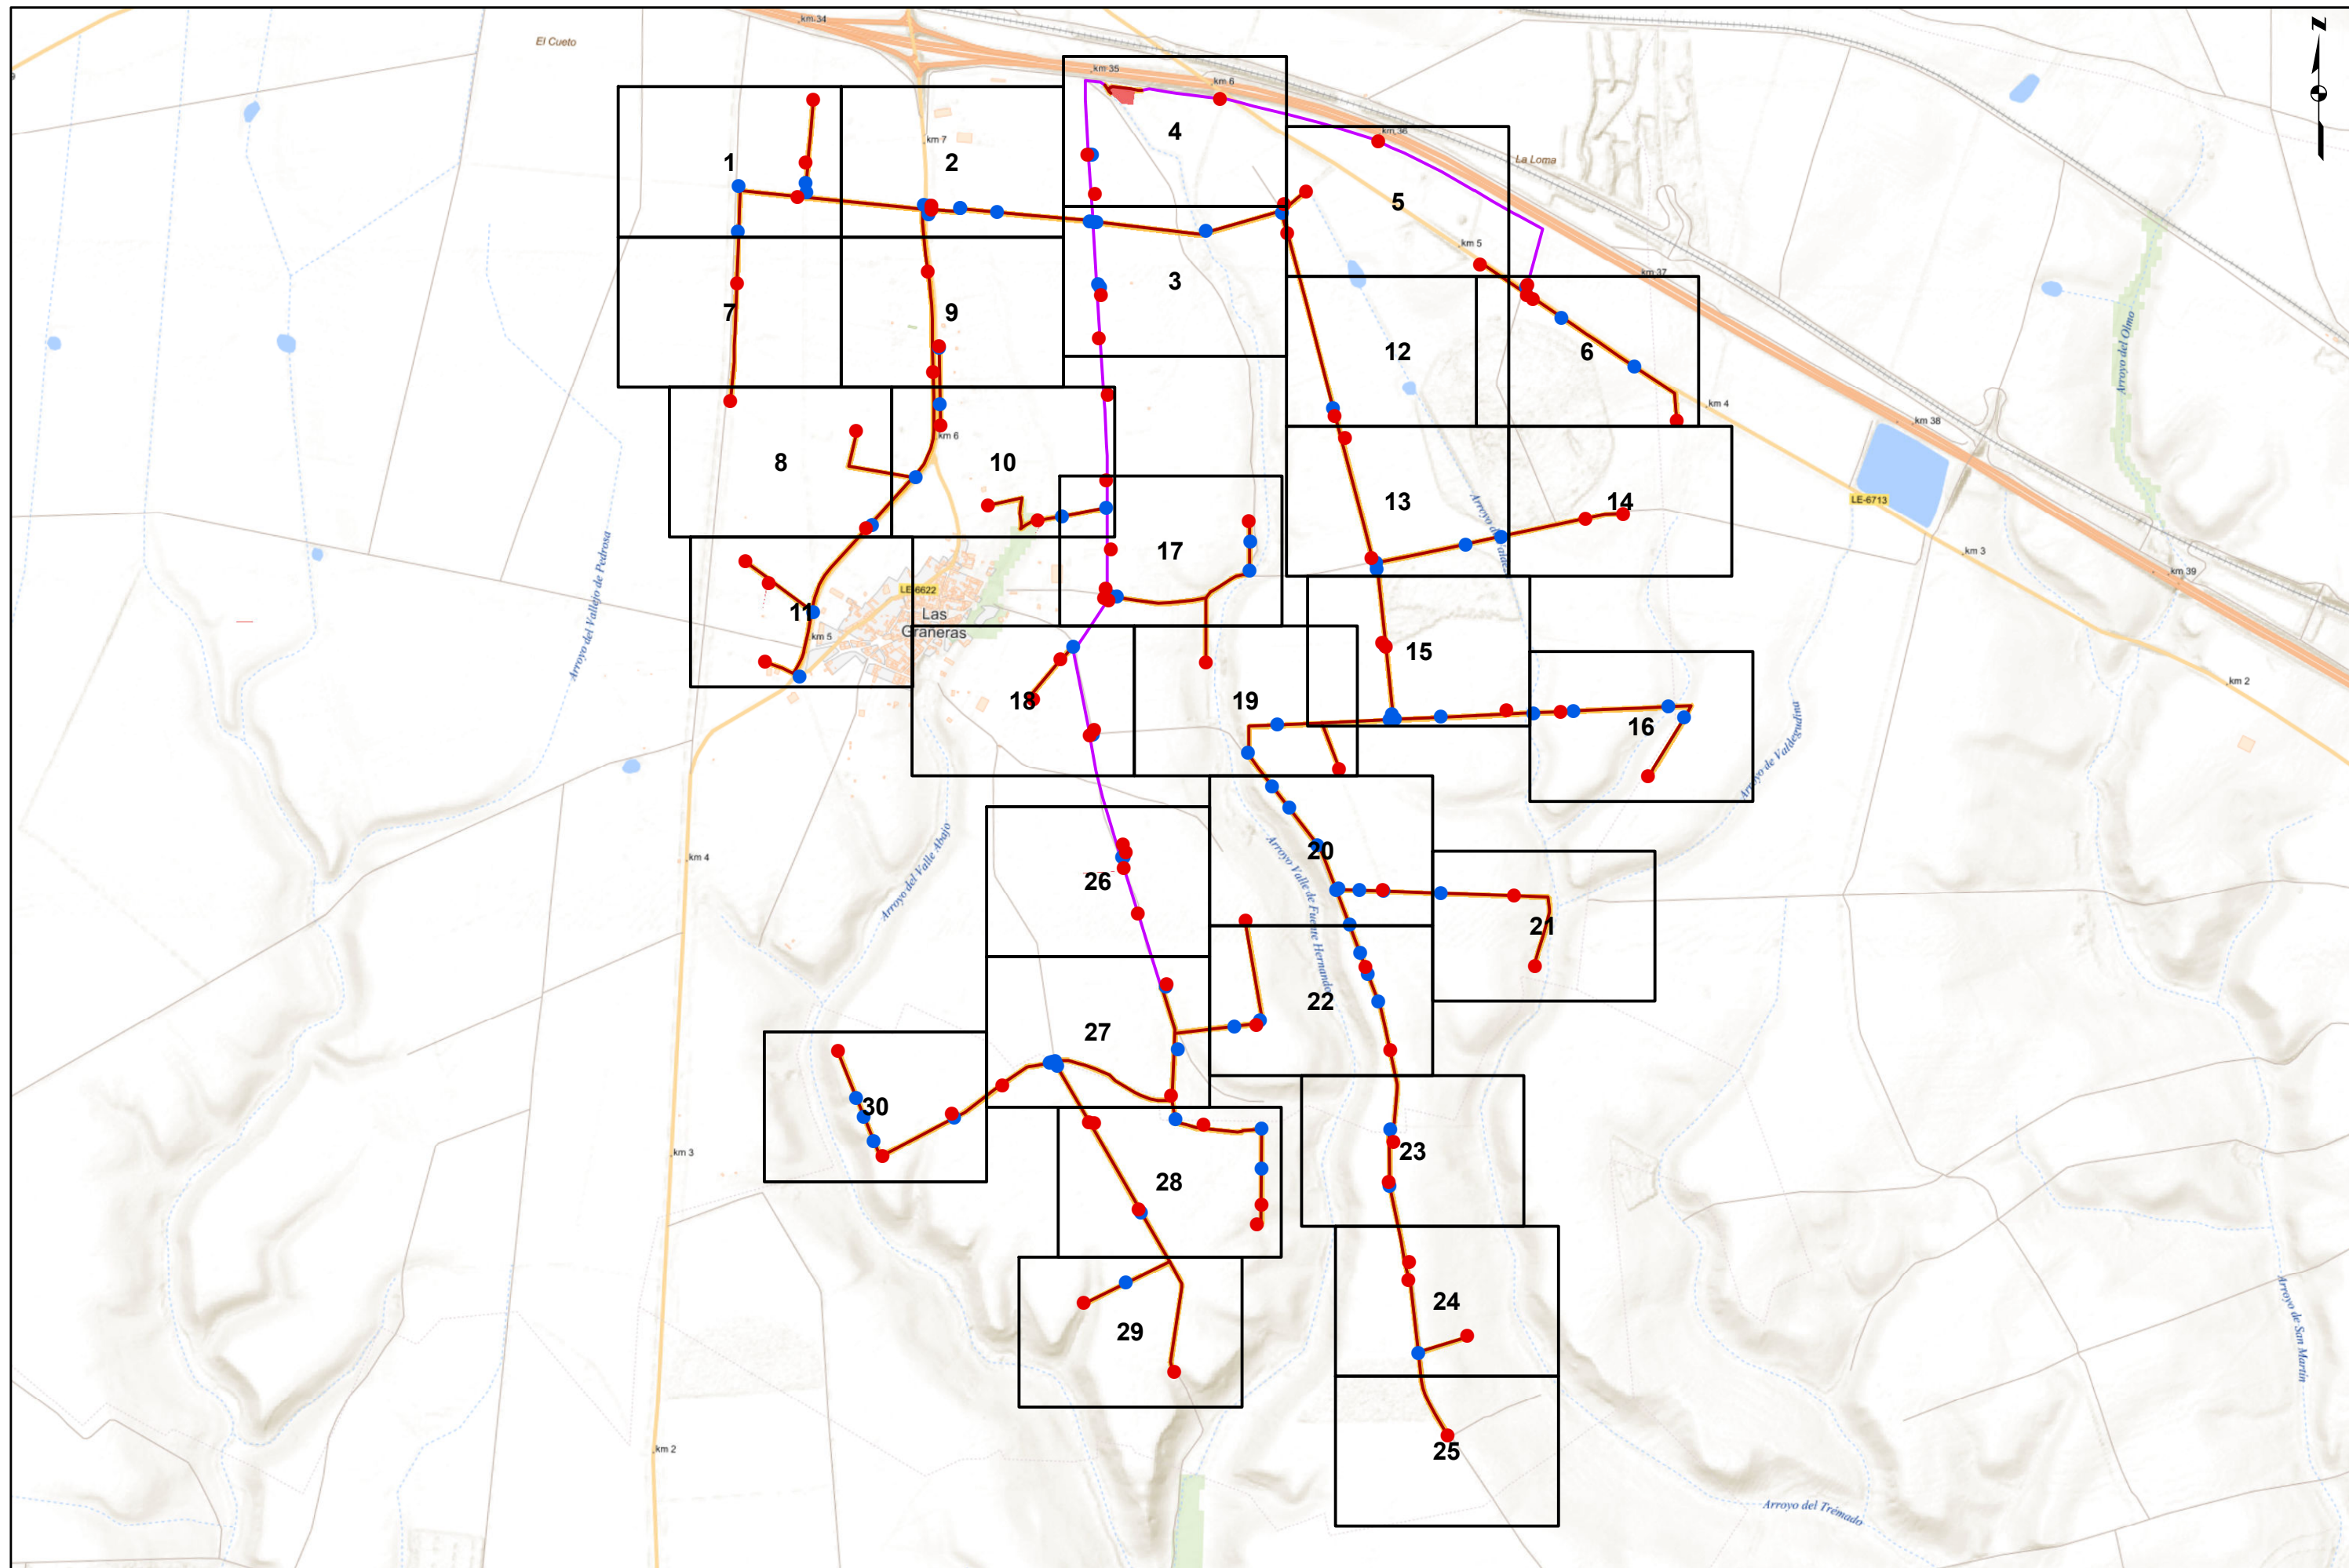 km 34
El Cueto
N
km 35
km 6
4
km 36
km 7
La Loma
1
2
5
km 5
km 37
3
7
9
12
6
km 4
Arroyo del Olmo
km 38
km 6
8
10
13
14
LE-6713
km 3
17
km 39
Arroyo del Vallejo de Pedrosa
LE-6622
Las
Graneras
11
km 5
15
km 2
18
19
16
Arroyo de Valdegudina
Arroyo del Valle Abajo
km 4
20
26
Arroyo Valle de Fuente Hernando
21
22
27
30
km 3
23
28
24
29
Arroyo de San Martín
km 2
25
Arroyo del Trémado